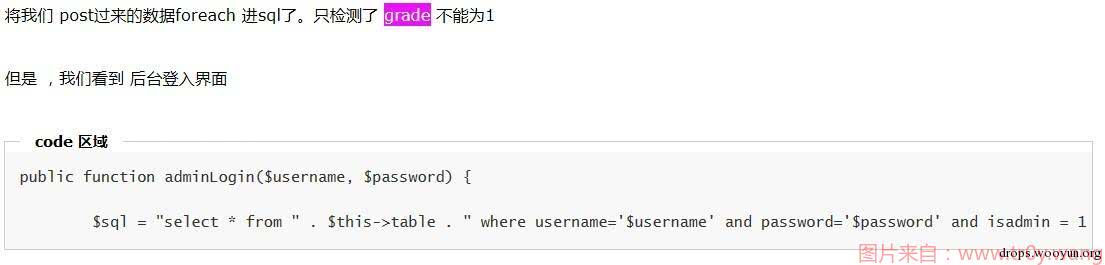 将我们 post过来的数据foreach 进sql了。只检测了 grade 不能为1
但是 ，我们看到 后台登入界面
code 区域
public function adminLogin($username, $password) {
$sql = "select * from " . $this->table . " where username='$username' and password='$password' and isadmin = 1
图片来自：www.tr0y.wang
drops.wooyun.org